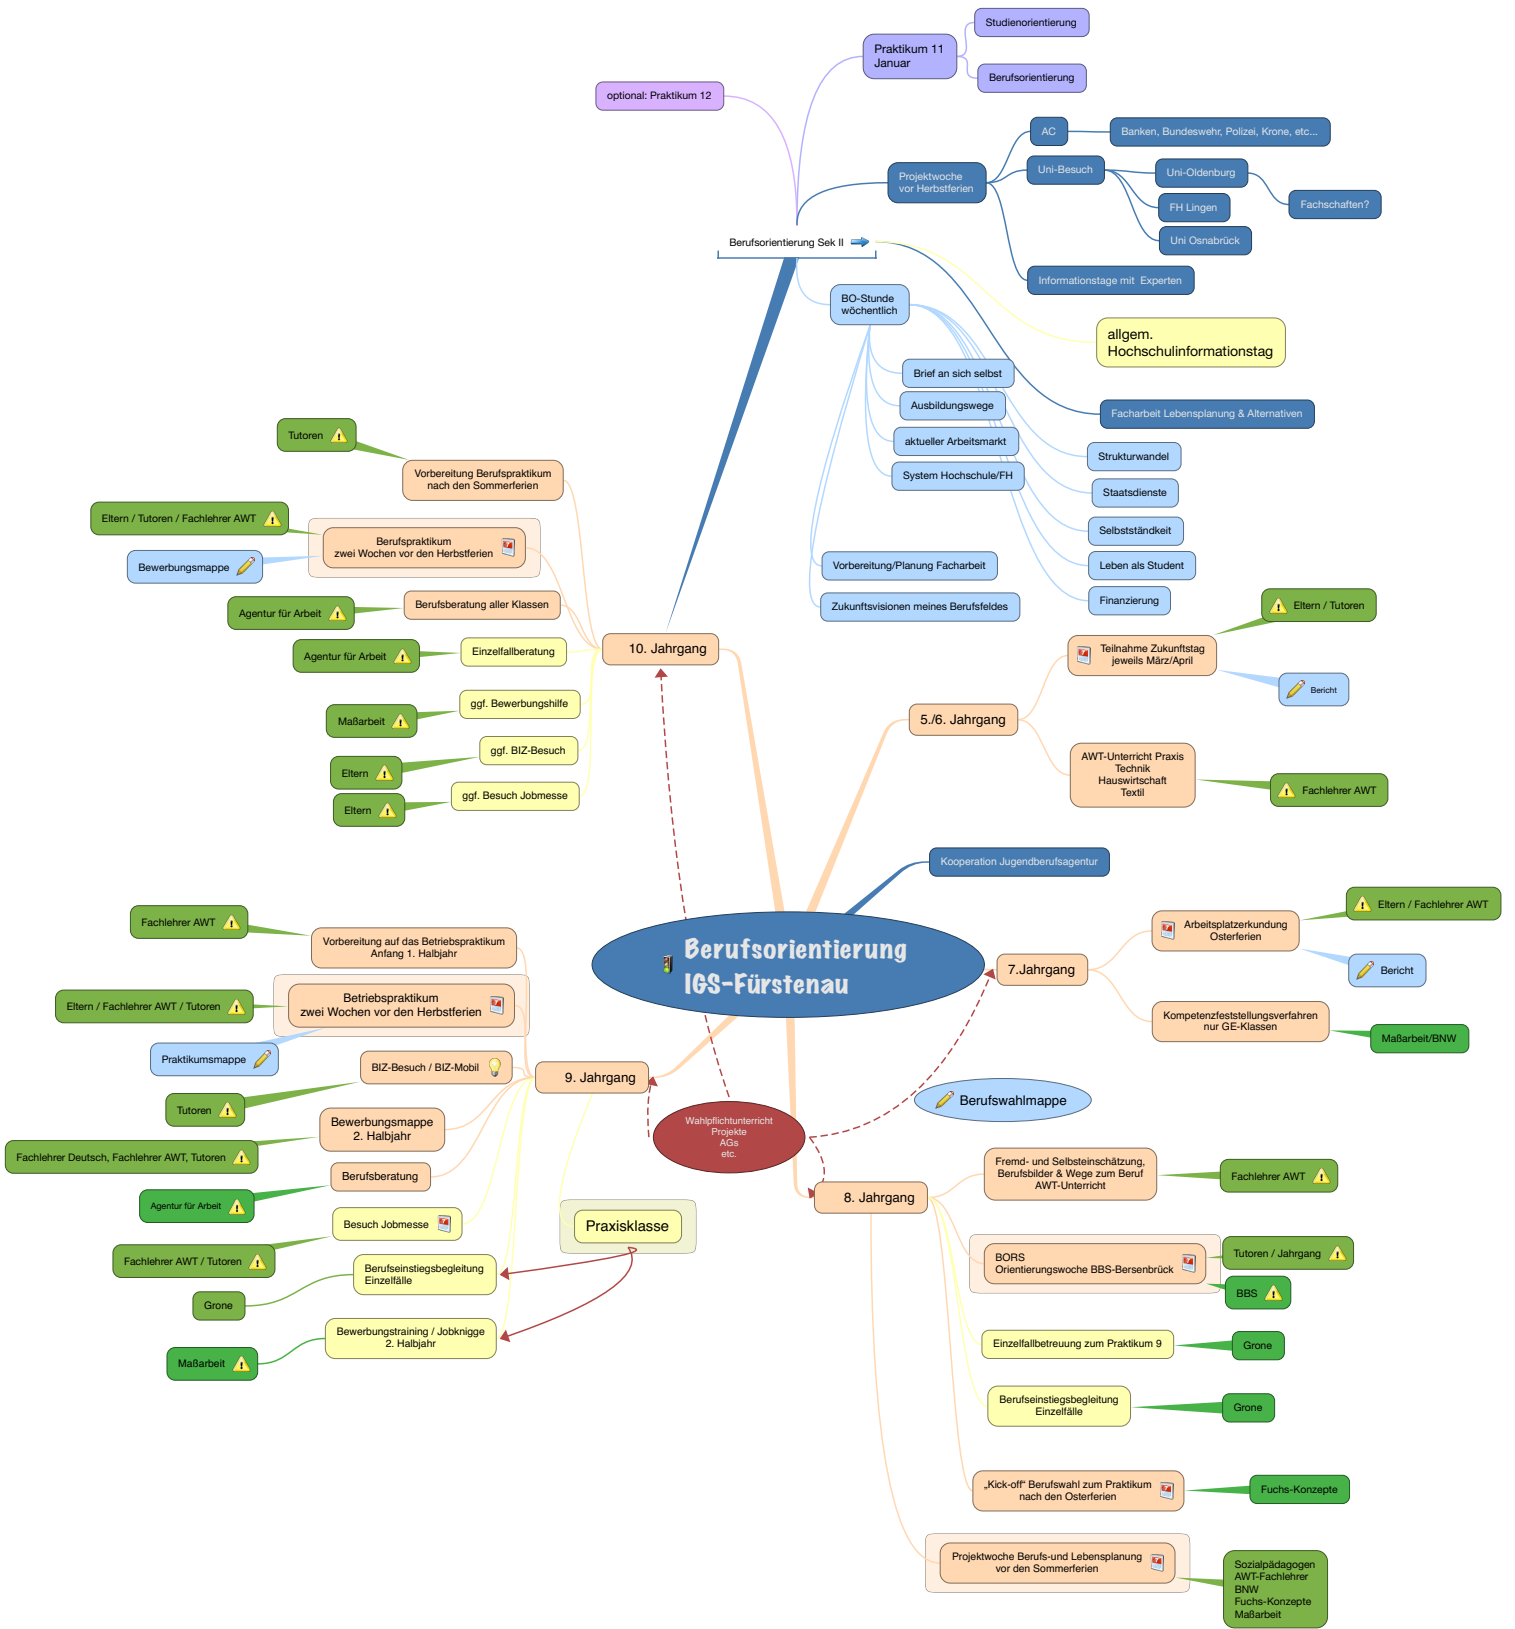 Studienorientierung
Praktikum 11
Januar
Berufsorientierung
optional: Praktikum 12
AC
Banken, Bundeswehr, Polizei, Krone, etc...
Projektwoche
vor Herbstferien
Uni-Besuch
Uni-Oldenburg
Fachschaften?
FH Lingen
Uni Osnabrück
Informationstage mit  Experten
Berufsorientierung Sek II
BO-Stunde
wöchentlich
allgem.
Hochschulinformationstag
Brief an sich selbst
Ausbildungswege
Facharbeit Lebensplanung & Alternativen
aktueller Arbeitsmarkt
System Hochschule/FH
Strukturwandel
Staatsdienste
Selbstständkeit
Leben als Student
Finanzierung
Vorbereitung/Planung Facharbeit
Zukunftsvisionen meines Berufsfeldes
Tutoren
Vorbereitung Berufspraktikum
nach den Sommerferien
Eltern / Tutoren / Fachlehrer AWT
Berufspraktikum
zwei Wochen vor den Herbstferien
Bewerbungsmappe
Agentur für Arbeit
Berufsberatung aller Klassen
Agentur für Arbeit
Einzelfallberatung
10. Jahrgang
Maßarbeit
ggf. Bewerbungshilfe
Eltern
ggf. BIZ-Besuch
Eltern
ggf. Besuch Jobmesse
5./6. Jahrgang
Teilnahme Zukunftstag
jeweils März/April
Eltern / Tutoren
Bericht
AWT-Unterricht Praxis
Technik
Hauswirtschaft
Textil
Fachlehrer AWT
Kooperation Jugendberufsagentur
Berufsorientierung
IGS-Fürstenau
7.Jahrgang
Arbeitsplatzerkundung
Osterferien
Eltern / Fachlehrer AWT
Bericht
Kompetenzfeststellungsverfahren
nur GE-Klassen
Maßarbeit/BNW
Berufswahlmappe
Wahlpflichtunterricht
Projekte
AGs
etc.
Fachlehrer AWT
Vorbereitung auf das Betriebspraktikum
Anfang 1. Halbjahr
Eltern / Fachlehrer AWT / Tutoren
Betriebspraktikum
zwei Wochen vor den Herbstferien
Praktikumsmappe
9. Jahrgang
BIZ-Besuch / BIZ-Mobil
Tutoren
Bewerbungsmappe
2. Halbjahr
Fachlehrer Deutsch, Fachlehrer AWT, Tutoren
Berufsberatung
Agentur für Arbeit
Besuch Jobmesse
Fachlehrer AWT / Tutoren
Praxisklasse
Berufseinstiegsbegleitung
Einzelfälle
Grone
Bewerbungstraining / Jobknigge
2. Halbjahr
Maßarbeit
8. Jahrgang
Fremd- und Selbsteinschätzung,
Berufsbilder & Wege zum Beruf
AWT-Unterricht
Fachlehrer AWT
BORS
Orientierungswoche BBS-Bersenbrück
Tutoren / Jahrgang
BBS
Einzelfallbetreuung zum Praktikum 9
Grone
Berufseinstiegsbegleitung
Einzelfälle
Grone
„Kick-off“ Berufswahl zum Praktikum
nach den Osterferien
Fuchs-Konzepte
Projektwoche Berufs-und Lebensplanung
vor den Sommerferien
Sozialpädagogen
AWT-Fachlehrer
BNW
Fuchs-Konzepte
Maßarbeit